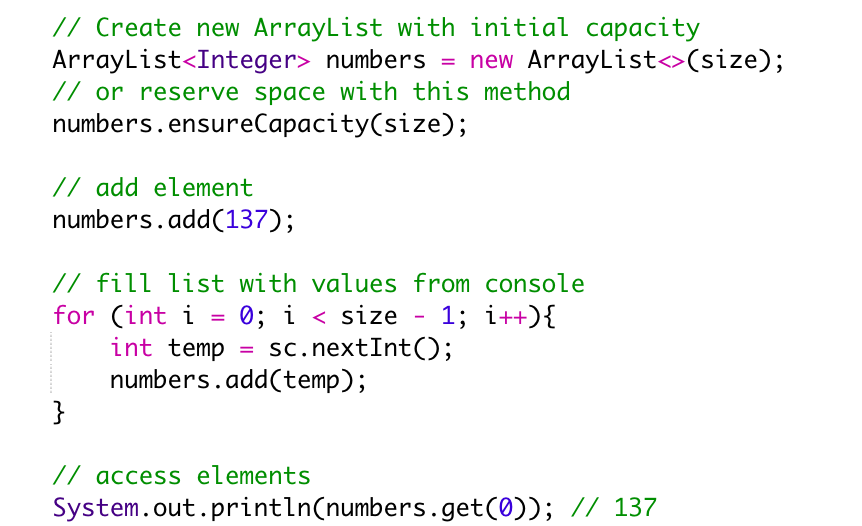 // Create new ArrayList with initial capacity
ArrayList<Integer> numbers = new ArrayList<>(size);
// or reserve space with this method
numbers.ensureCapacity(size);

// add element
numbers.add(137);

// fill list with values from console
for (int i = 0; i < size - 1; i++){
    int temp = sc.nextInt();
    numbers.add(temp);
}

// access elements
System.out.println(numbers.get(0)); // 137